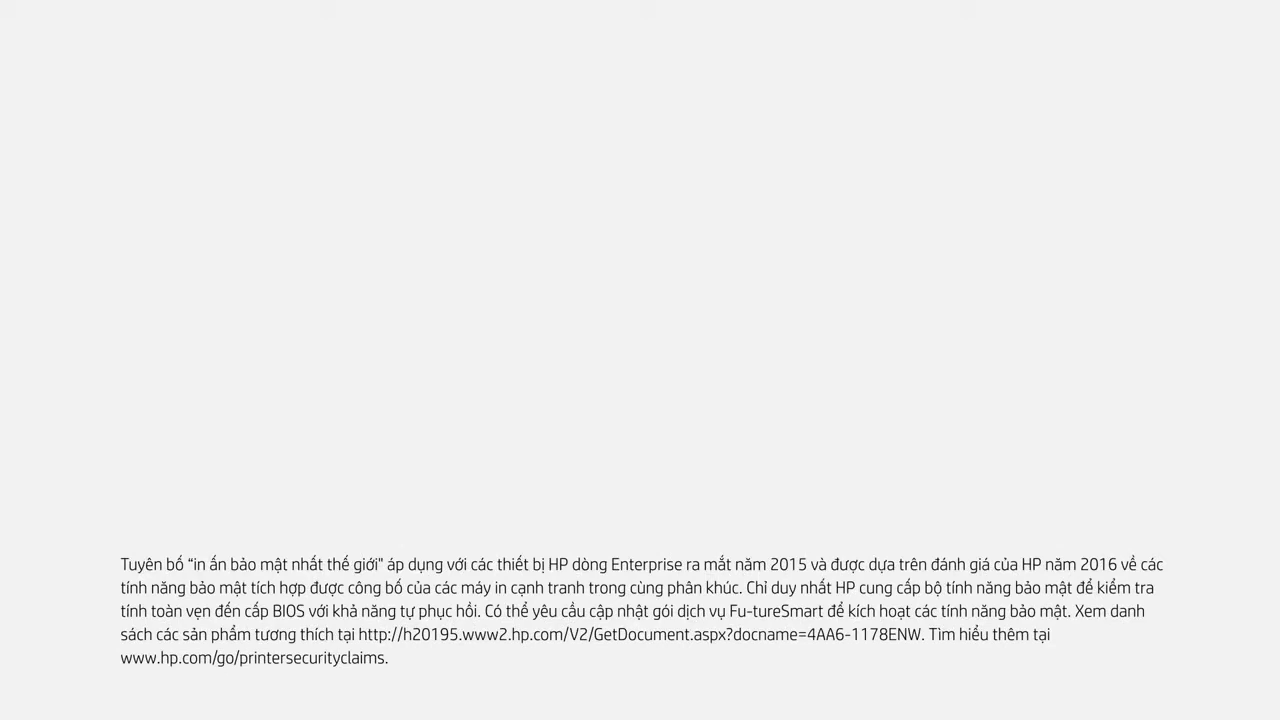 Tuyên bố “in ấn bảo mật nhất thế giới" áp dụng với các thiết bị HP dòng Enterprise ra mắt năm 2015 và được dựa trên đánh giá của HP năm 2016 về các
tính năng bảo mật tích hợp được công bố của các máy in cạnh tranh trong cùng phân khúc. Chỉ duy nhất HP cung cấp bộ tính năng bảo mật để kiểm tra
tính toàn vẹn đến cấp BIOS với khả năng tự phục hồi. Có thể yêu cầu cập nhật gói dịch vụ Fu-tureSmart để kích hoạt các tính năng bảo mật. Xem danh
sách các sản phẩm tương thích tại http://h20195.www2.hp.com/V2/GetDocument.aspx?docname=4AA6-1178ENW. Tìm hiểu thêm tại
www.hp.com/go/printersecurityclaims.